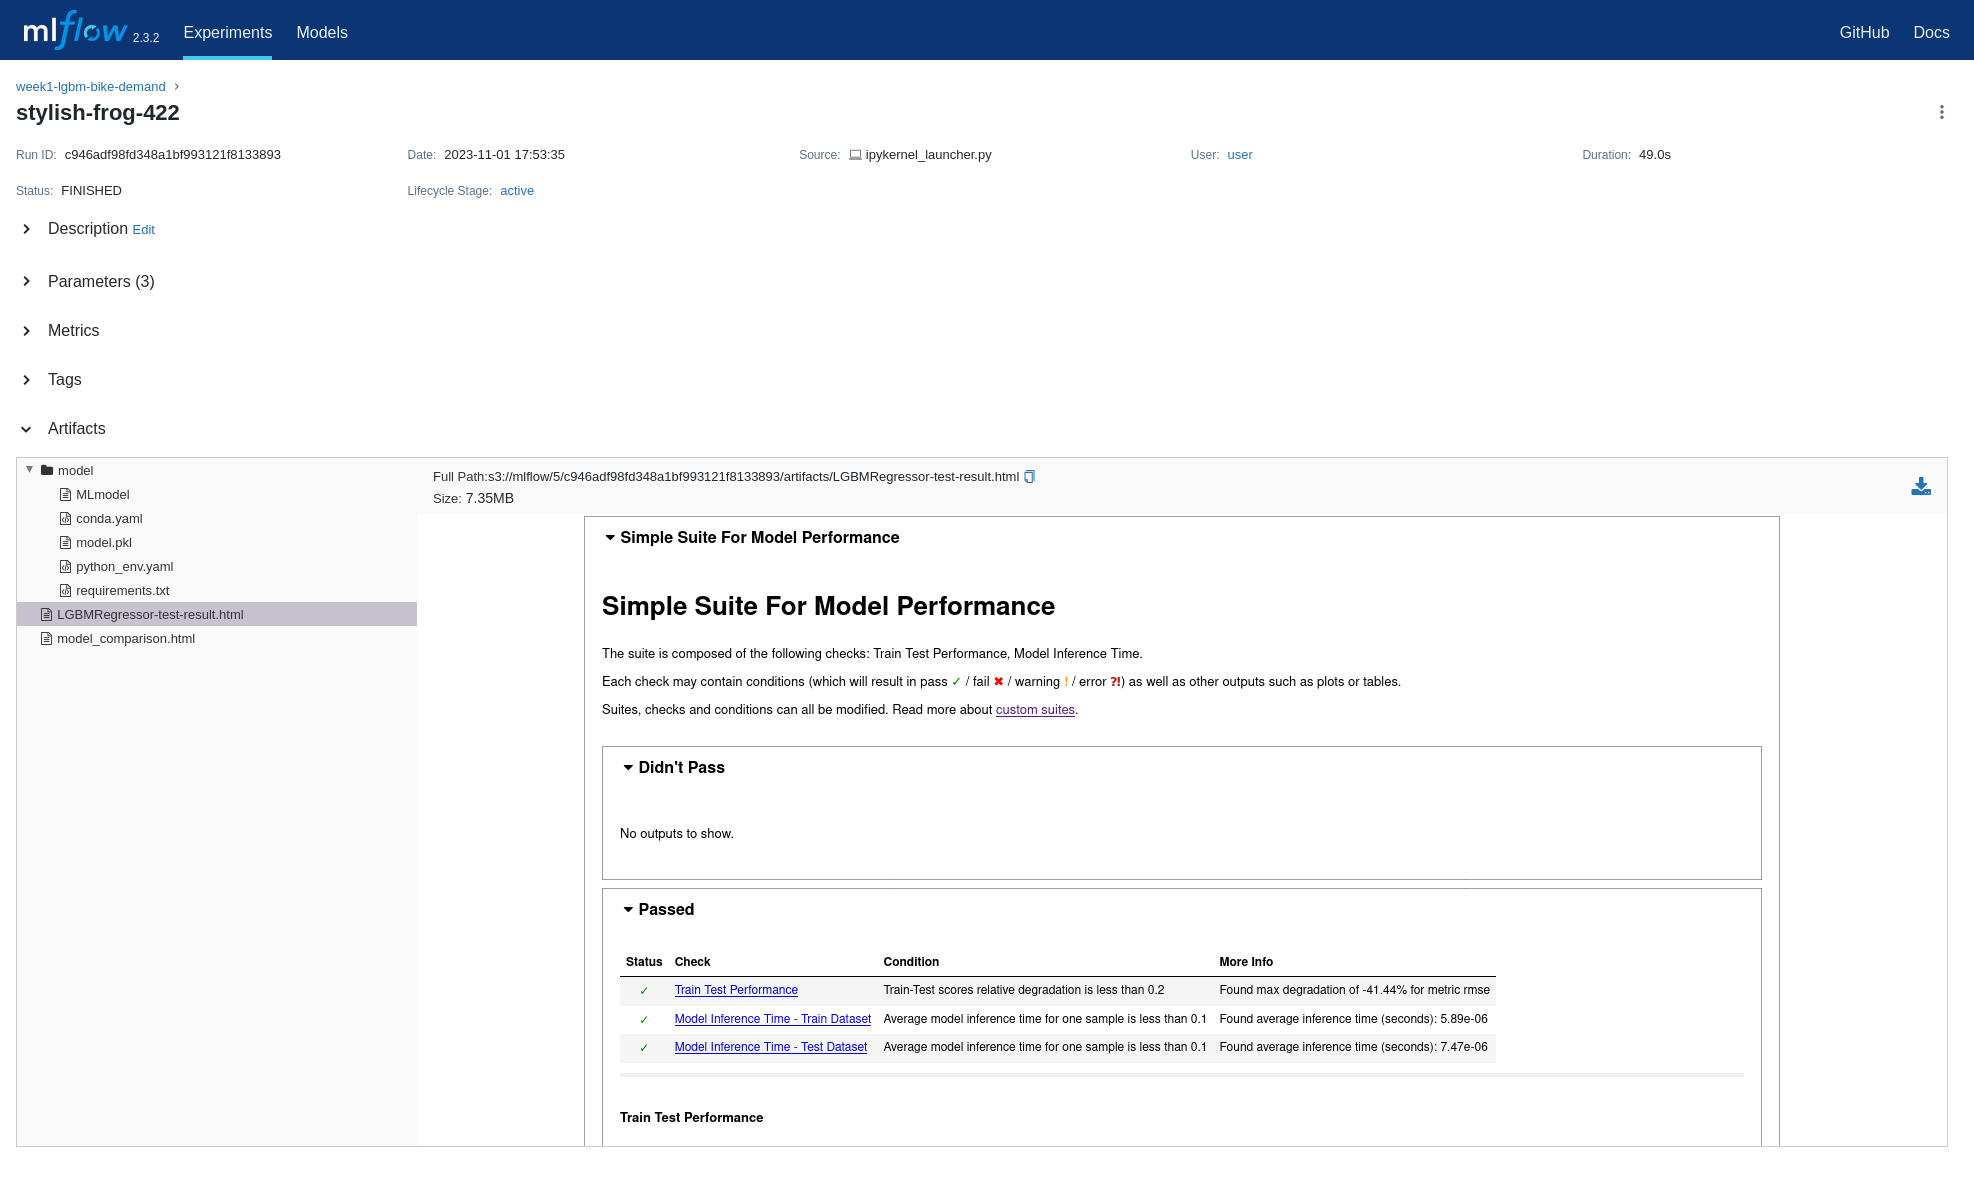 mlflow 2.3.2 Experiments Models GitHub Docs
week1-lgbm-bike-demand
stylish-frog-422
Run ID: c946adf98fd348a1bf993121f8133893 Date: 2023-11-01 17:53:35 Source: ipykernel_launcher.py User: user Duration: 49.0s
Status: FINISHED Lifecycle Stage: active
Description Edit
Parameters (3)
Metrics
Tags
Artifacts
model
MLmodel
conda.yaml
model.pkl
python_env.yaml
requirements.txt
LGBMRegressor-test-result.html
model_comparison.html
Full Path:s3://mlflow/5/c946adf98fd348a1bf993121f8133893/artifacts/LGBMRegressor-test-result.html
Size: 7.35MB
Simple Suite For Model Performance
Simple Suite For Model Performance
The suite is composed of the following checks: Train Test Performance, Model Inference Time.
Each check may contain conditions (which will result in pass ✓ / fail ✖ / warning ! / error ⁈) as well as other outputs such as plots or tables.
Suites, checks and conditions can all be modified. Read more about custom suites.
Didn't Pass
No outputs to show.
Passed
Status Check Condition More Info
✓ Train Test Performance Train-Test scores relative degradation is less than 0.2 Found max degradation of -41.44% for metric rmse
✓ Model Inference Time - Train Dataset Average model inference time for one sample is less than 0.1 Found average inference time (seconds): 5.89e-06
✓ Model Inference Time - Test Dataset Average model inference time for one sample is less than 0.1 Found average inference time (seconds): 7.47e-06
Train Test Performance